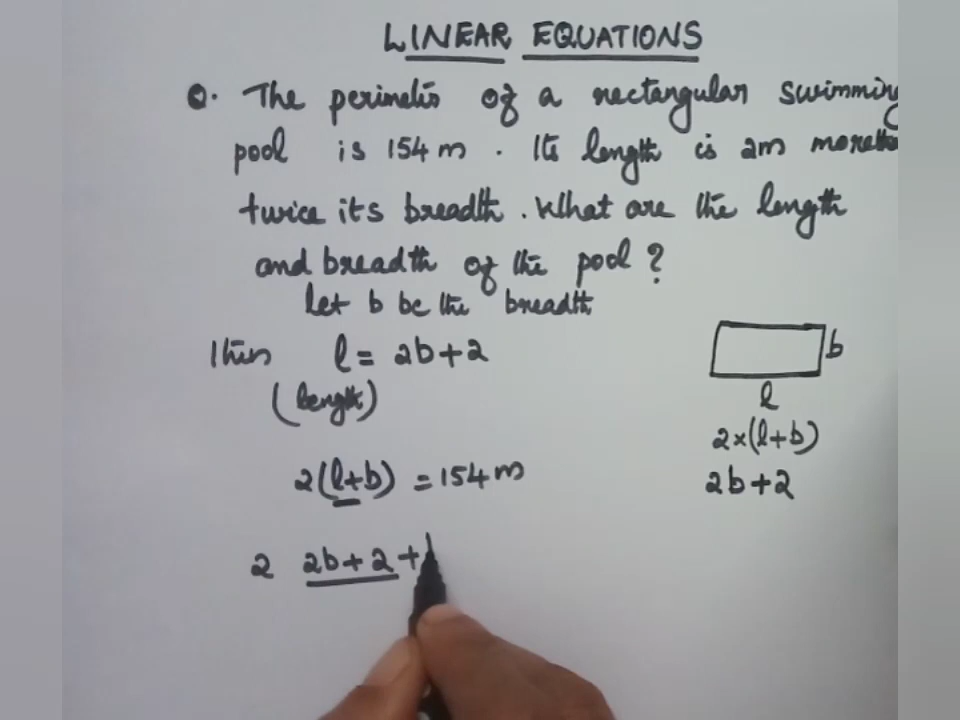 LINEAR EQUATIONS
Q. The perimeter of a rectangular swimming
pool is 154 m . Its length is 2m more than
twice its breadth . What are the length
and breadth of the pool ?
Let b be the breadth
Then l = 2b+2
(length)
b
l
2×(l+b)
2(l+b) = 154 m
2b+2
2 2b+2 +